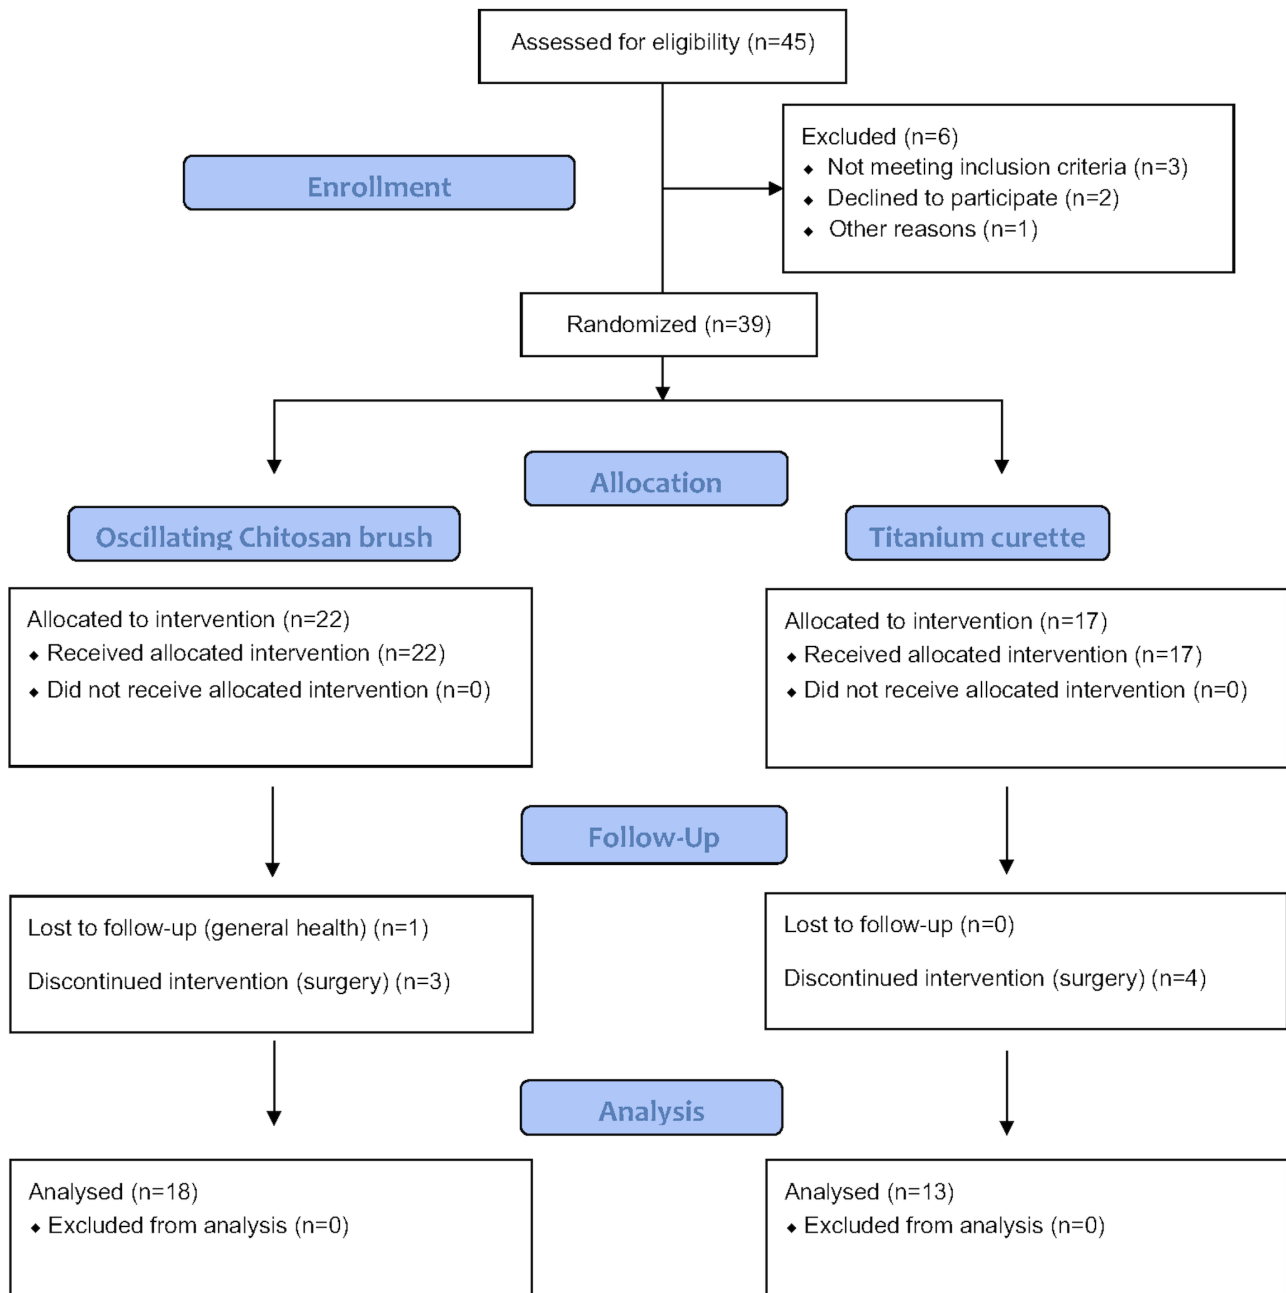 Assessed for eligibility (n=45)
Excluded (n=6)
◆ Not meeting inclusion criteria (n=3)
◆ Declined to participate (n=2)
◆ Other reasons (n=1)
Enrollment
Randomized (n=39)
Allocation
Oscillating Chitosan brush
Titanium curette
Allocated to intervention (n=22)
◆ Received allocated intervention (n=22)
◆ Did not receive allocated intervention (n=0)
Allocated to intervention (n=17)
◆ Received allocated intervention (n=17)
◆ Did not receive allocated intervention (n=0)
Follow-Up
Lost to follow-up (general health) (n=1)
Discontinued intervention (surgery) (n=3)
Lost to follow-up (n=0)
Discontinued intervention (surgery) (n=4)
Analysis
Analysed (n=18)
◆ Excluded from analysis (n=0)
Analysed (n=13)
◆ Excluded from analysis (n=0)